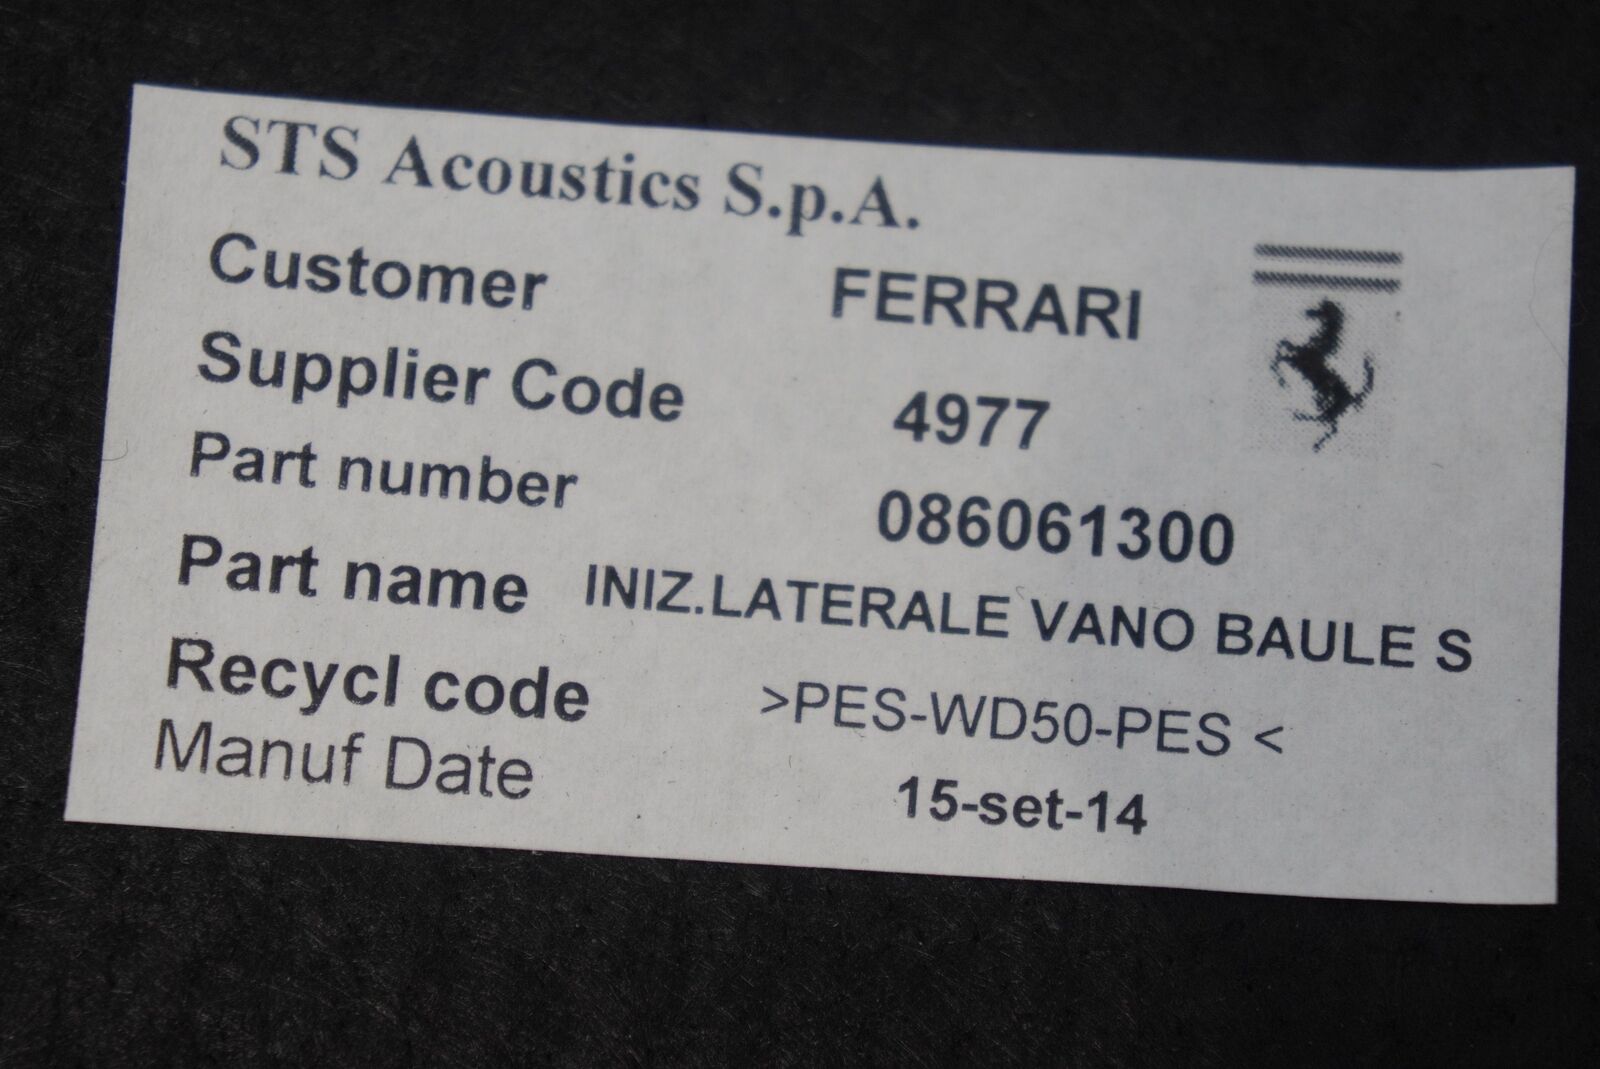 STS Acoustics S.p.A.
Customer FERRARI
Supplier Code 4977
Part number 086061300
Part name INIZ.LATERALE VANO BAULE S
Recycl code >PES-WD50-PES <
Manuf Date 15-set-14